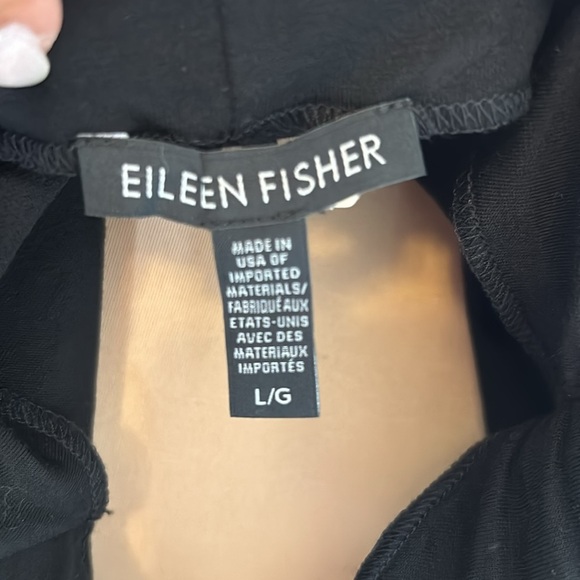 EILEEN FISHER
MADE IN
USA OF
IMPORTED
MATERIALS/
FABRIQUÉ AUX
ETATS-UNIS
AVEC DES
MATERIAUX
IMPORTÉS
L/G